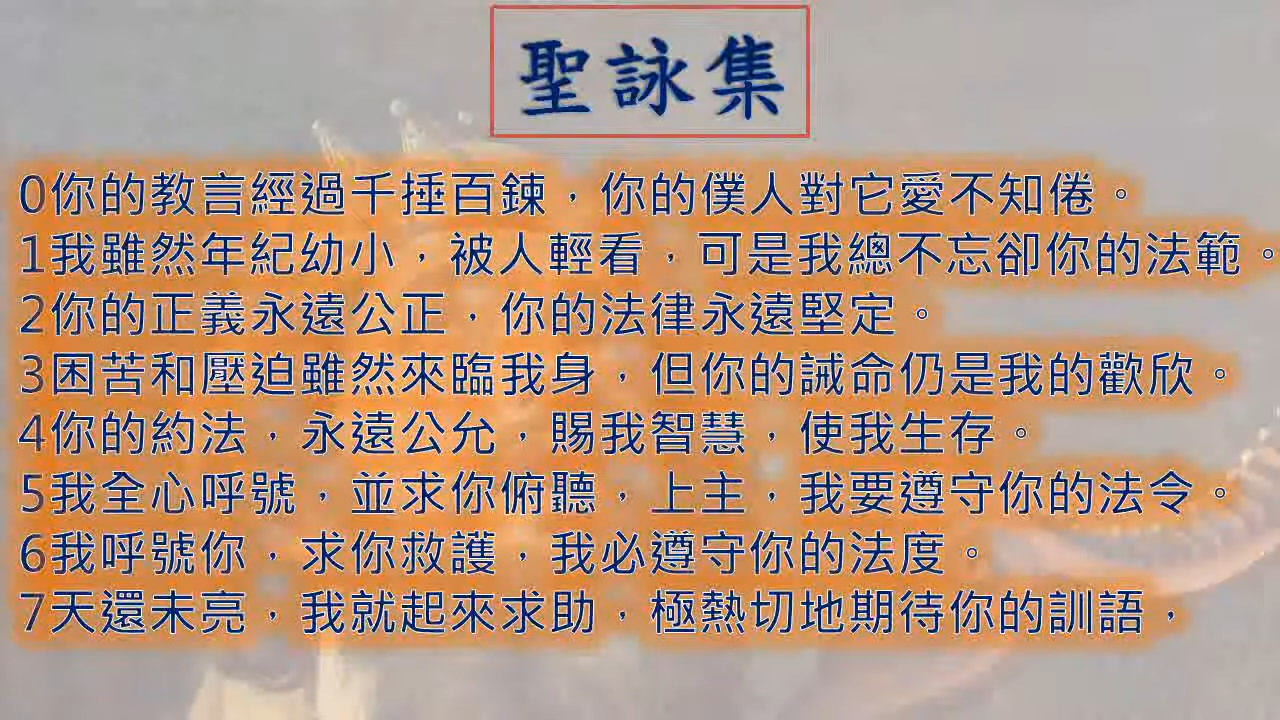 聖詠集
0你的教言經過千捶百鍊，你的僕人對它愛不知倦。
1我雖然年紀幼小，被人輕看，可是我總不忘卻你的法範。
2你的正義永遠公正，你的法律永遠堅定。
3困苦和壓迫雖然來臨我身，但你的誡命仍是我的歡欣。
4你的約法，永遠公允，賜我智慧，使我生存。
5我全心呼號，並求你俯聽，上主，我要遵守你的法令。
6我呼號你，求你救護，我必遵守你的法度。
7天還未亮，我就起來求助，極熱切地期待你的訓語，